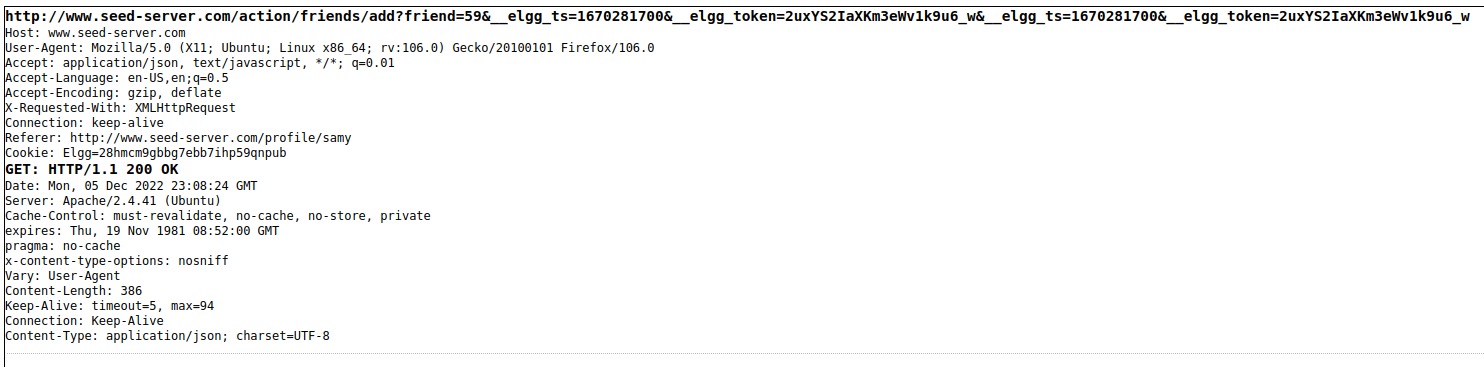 http://www.seed-server.com/action/friends/add?friend=59&__elgg_ts=1670281700&__elgg_token=2uxYS2IaXKm3eWv1k9u6_w&__elgg_ts=1670281700&__elgg_token=2uxYS2IaXKm3eWv1k9u6_w
Host: www.seed-server.com
User-Agent: Mozilla/5.0 (X11; Ubuntu; Linux x86_64; rv:106.0) Gecko/20100101 Firefox/106.0
Accept: application/json, text/javascript, */*; q=0.01
Accept-Language: en-US,en;q=0.5
Accept-Encoding: gzip, deflate
X-Requested-With: XMLHttpRequest
Connection: keep-alive
Referer: http://www.seed-server.com/profile/samy
Cookie: Elgg=28hmcm9gbbg7ebb7ihp59qnpub
GET: HTTP/1.1 200 OK
Date: Mon, 05 Dec 2022 23:08:24 GMT
Server: Apache/2.4.41 (Ubuntu)
Cache-Control: must-revalidate, no-cache, no-store, private
expires: Thu, 19 Nov 1981 08:52:00 GMT
pragma: no-cache
x-content-type-options: nosniff
Vary: User-Agent
Content-Length: 386
Keep-Alive: timeout=5, max=94
Connection: Keep-Alive
Content-Type: application/json; charset=UTF-8